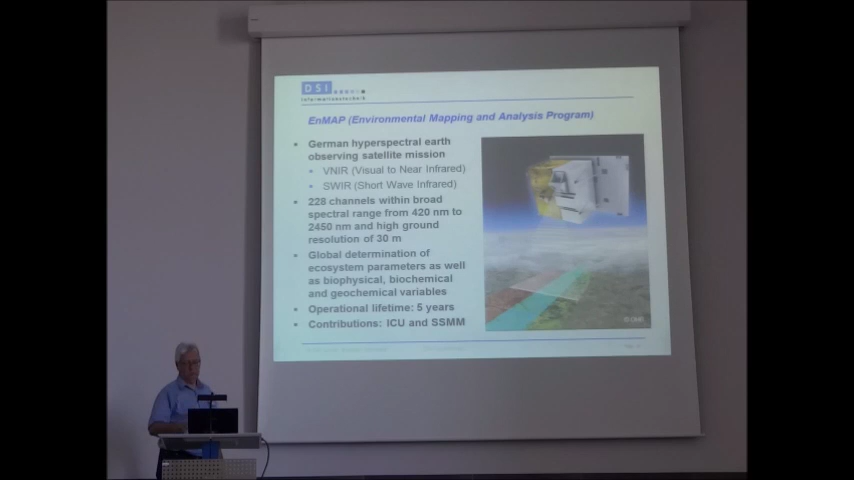 DSI
Informationstechnik
EnMAP (Environmental Mapping and Analysis Program)
• German hyperspectral earth
observing satellite mission
• VNIR (Visual to Near Infrared)
• SWIR (Short Wave Infrared)
• 228 channels within broad
spectral range from 420 nm to
2450 nm and high ground
resolution of 30 m
• Global determination of
ecosystem parameters as well
as biophysical, biochemical
and geochemical variables
• Operational lifetime: 5 years
• Contributions: ICU and SSMM